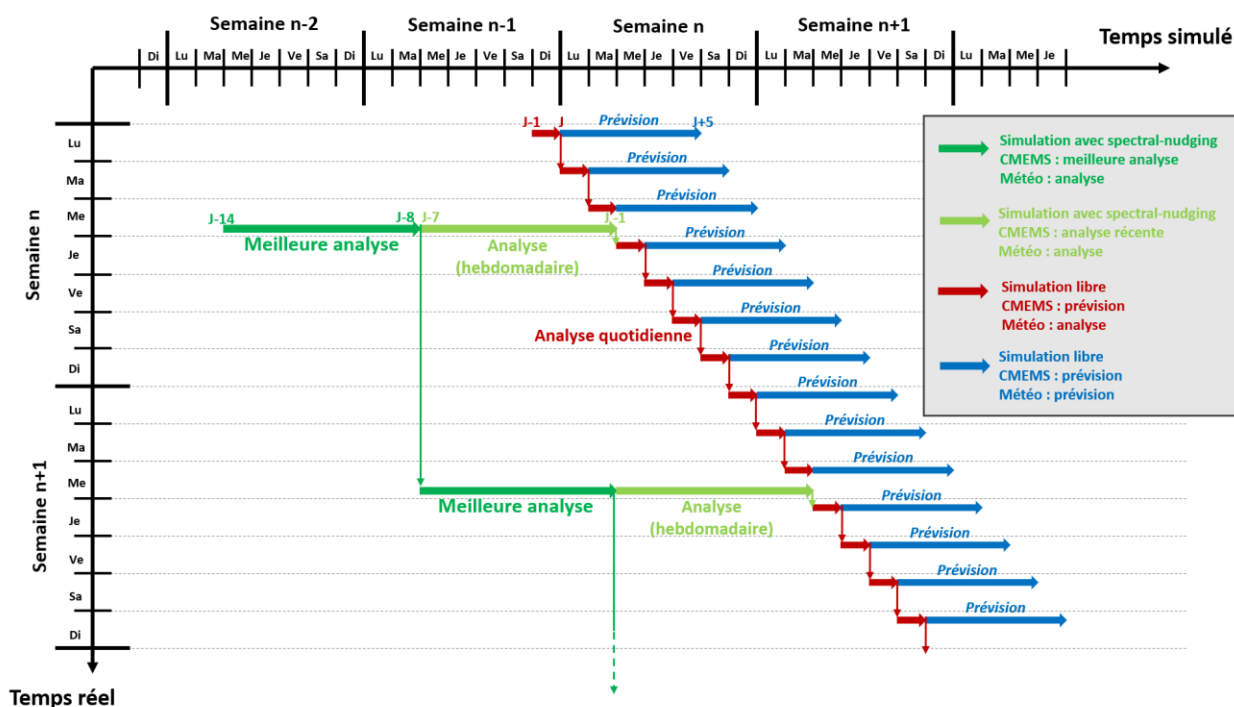 Semaine n-2
Semaine n-1
Semaine n
Semaine n+1
Temps simulé
Di Lu Ma Me Je Ve Sa Di Lu Ma Me Je Ve Sa Di Lu Ma Me Je Ve Sa Di Lu Ma Me Je Ve Sa Di Lu Ma Me Je
J-1 J Prévision J+5
Lu
Prévision
Ma
Prévision
Me
J-14 J-8 J-7 J-1
Meilleure analyse
Analyse
(hebdomadaire)
Prévision
Je
Prévision
Ve
Prévision
Sa
Analyse quotidienne
Prévision
Di
Semaine n
Prévision
Lu
Prévision
Ma
Prévision
Me
Meilleure analyse
Analyse
(hebdomadaire)
Prévision
Je
Prévision
Ve
Prévision
Sa
Prévision
Di
Semaine n+1
Temps réel
Simulation avec spectral-nudging
CMEMS : meilleure analyse
Météo : analyse
Simulation avec spectral-nudging
CMEMS : analyse récente
Météo : analyse
Simulation libre
CMEMS : prévision
Météo : analyse
Simulation libre
CMEMS : prévision
Météo : prévision